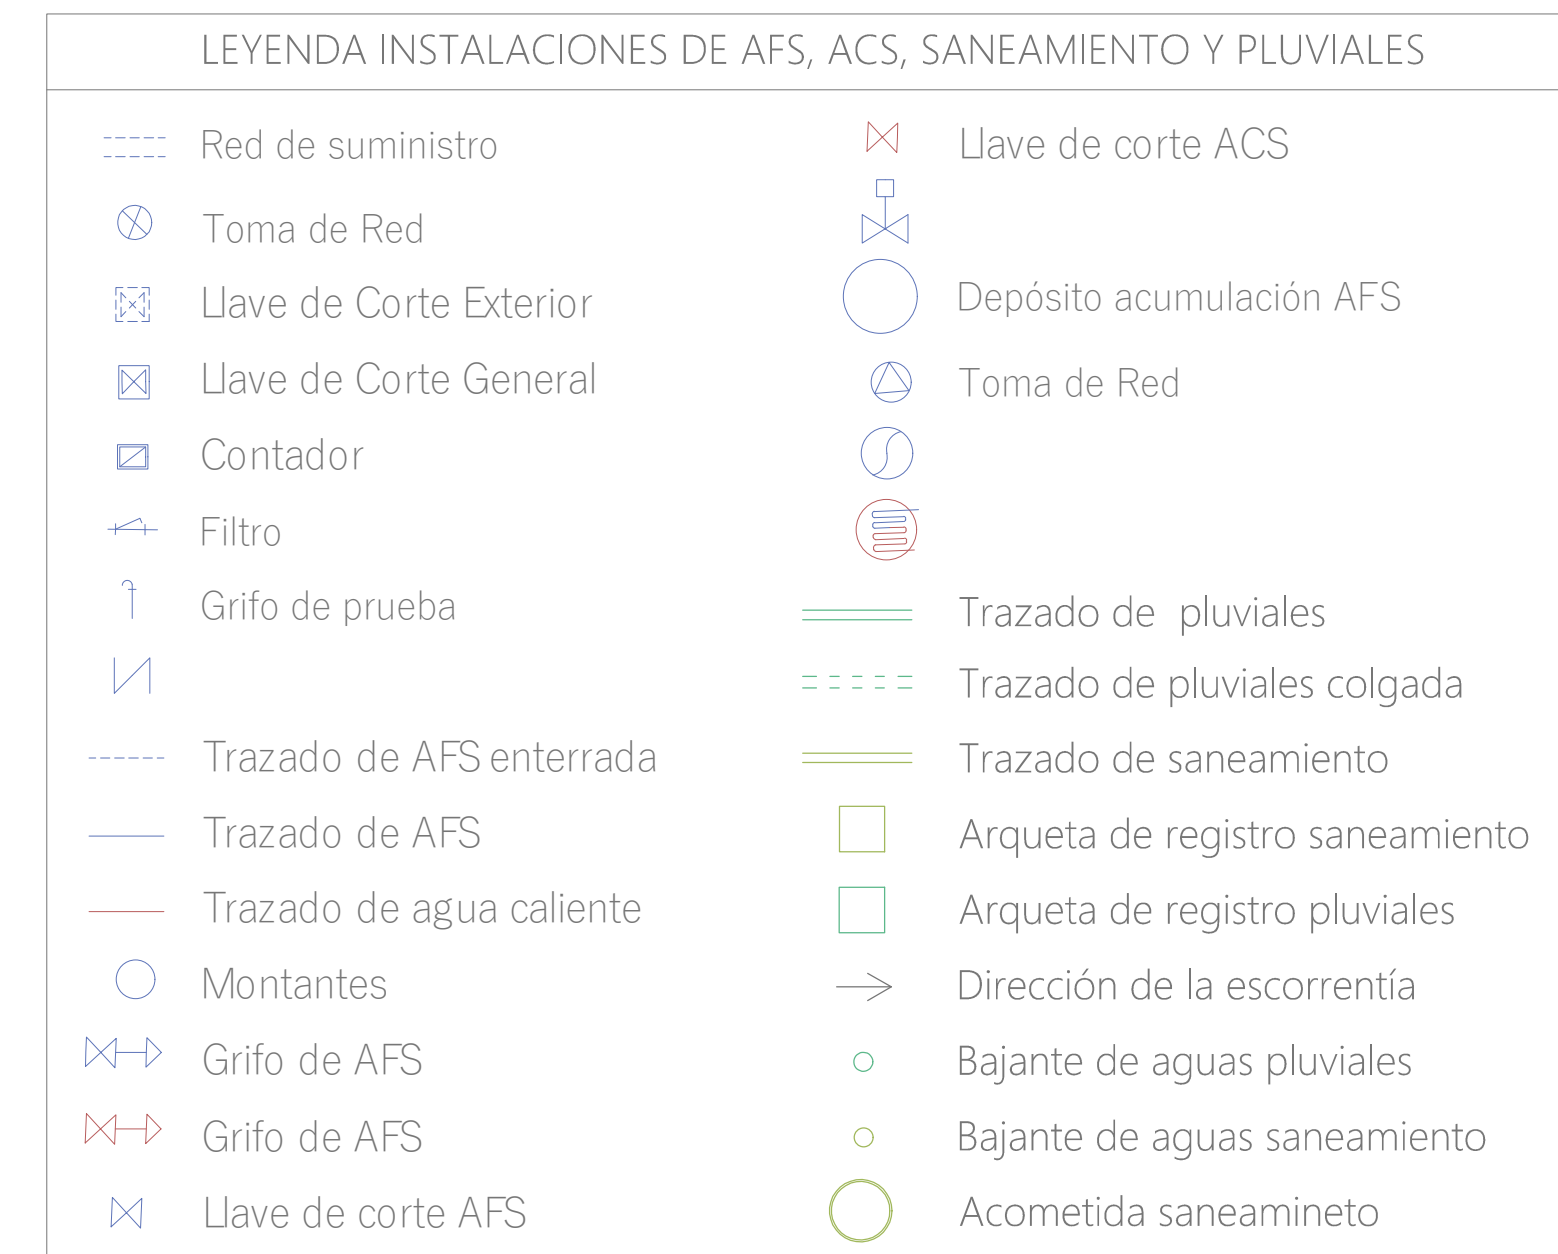 LEYENDA INSTALACIONES DE AFS, ACS, SANEAMIENTO Y PLUVIALES
Red de suministro
Toma de Red
Llave de Corte Exterior
Llave de Corte General
Contador
Filtro
Grifo de prueba
Trazado de AFS enterrada
Trazado de AFS
Trazado de agua caliente
Montantes
Grifo de AFS
Grifo de AFS
Llave de corte AFS
Llave de corte ACS
Depósito acumulación AFS
Toma de Red
Trazado de pluviales
Trazado de pluviales colgada
Trazado de saneamiento
Arqueta de registro saneamiento
Arqueta de registro pluviales
Dirección de la escorrentía
Bajante de aguas pluviales
Bajante de aguas saneamiento
Acometida saneamineto